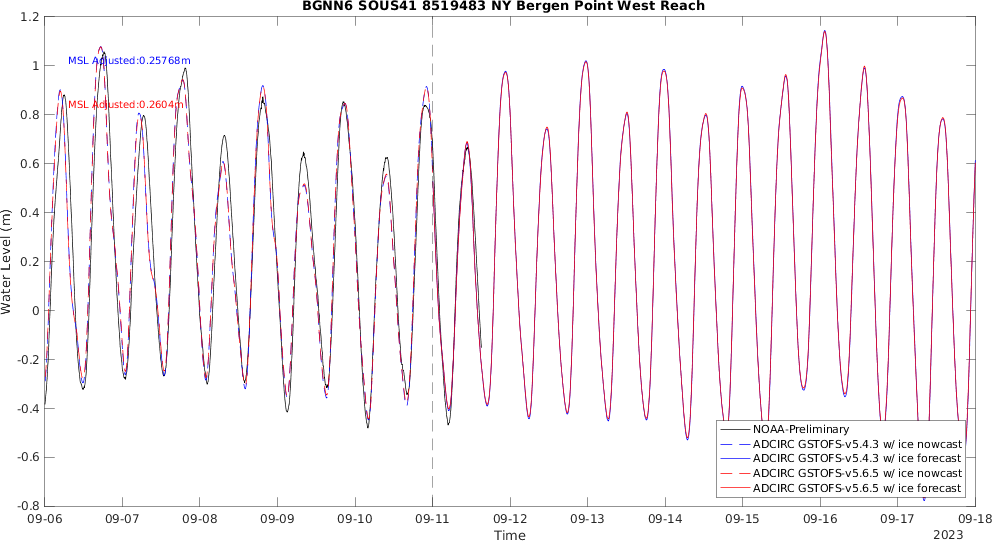 BGNN6 SOUS41 8519483 NY Bergen Point West Reach
1.2
1
0.8
0.6
0.4
0.2
0
-0.2
-0.4
-0.6
-0.8
Water Level (m)
MSL Adjusted:0.25768m
MSL Adjusted:0.2604m
NOAA-Preliminary
ADCIRC GSTOFS-v5.4.3 w/ ice nowcast
ADCIRC GSTOFS-v5.4.3 w/ ice forecast
ADCIRC GSTOFS-v5.6.5 w/ ice nowcast
ADCIRC GSTOFS-v5.6.5 w/ ice forecast
09-06 09-07 09-08 09-09 09-10 09-11 09-12 09-13 09-14 09-15 09-16 09-17 09-18
Time
2023